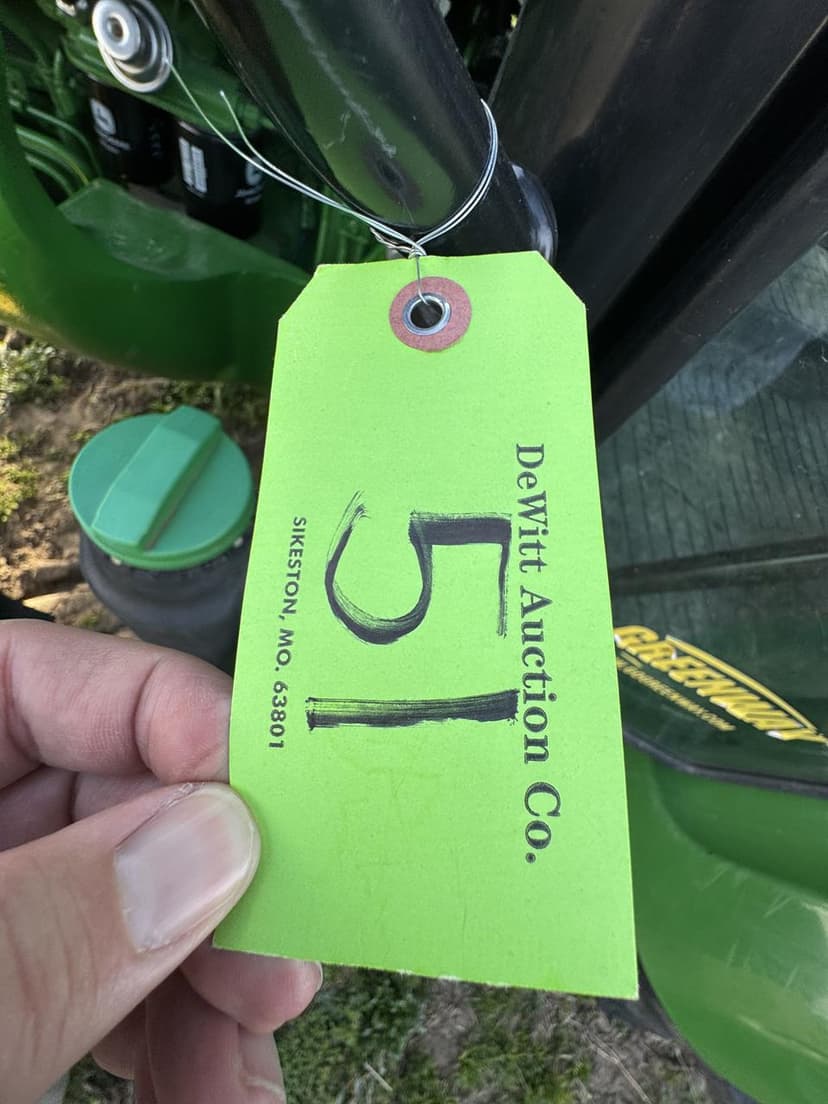 DeWitt Auction Co.
51
SIKESTON, MO. 63801
GREENWAY